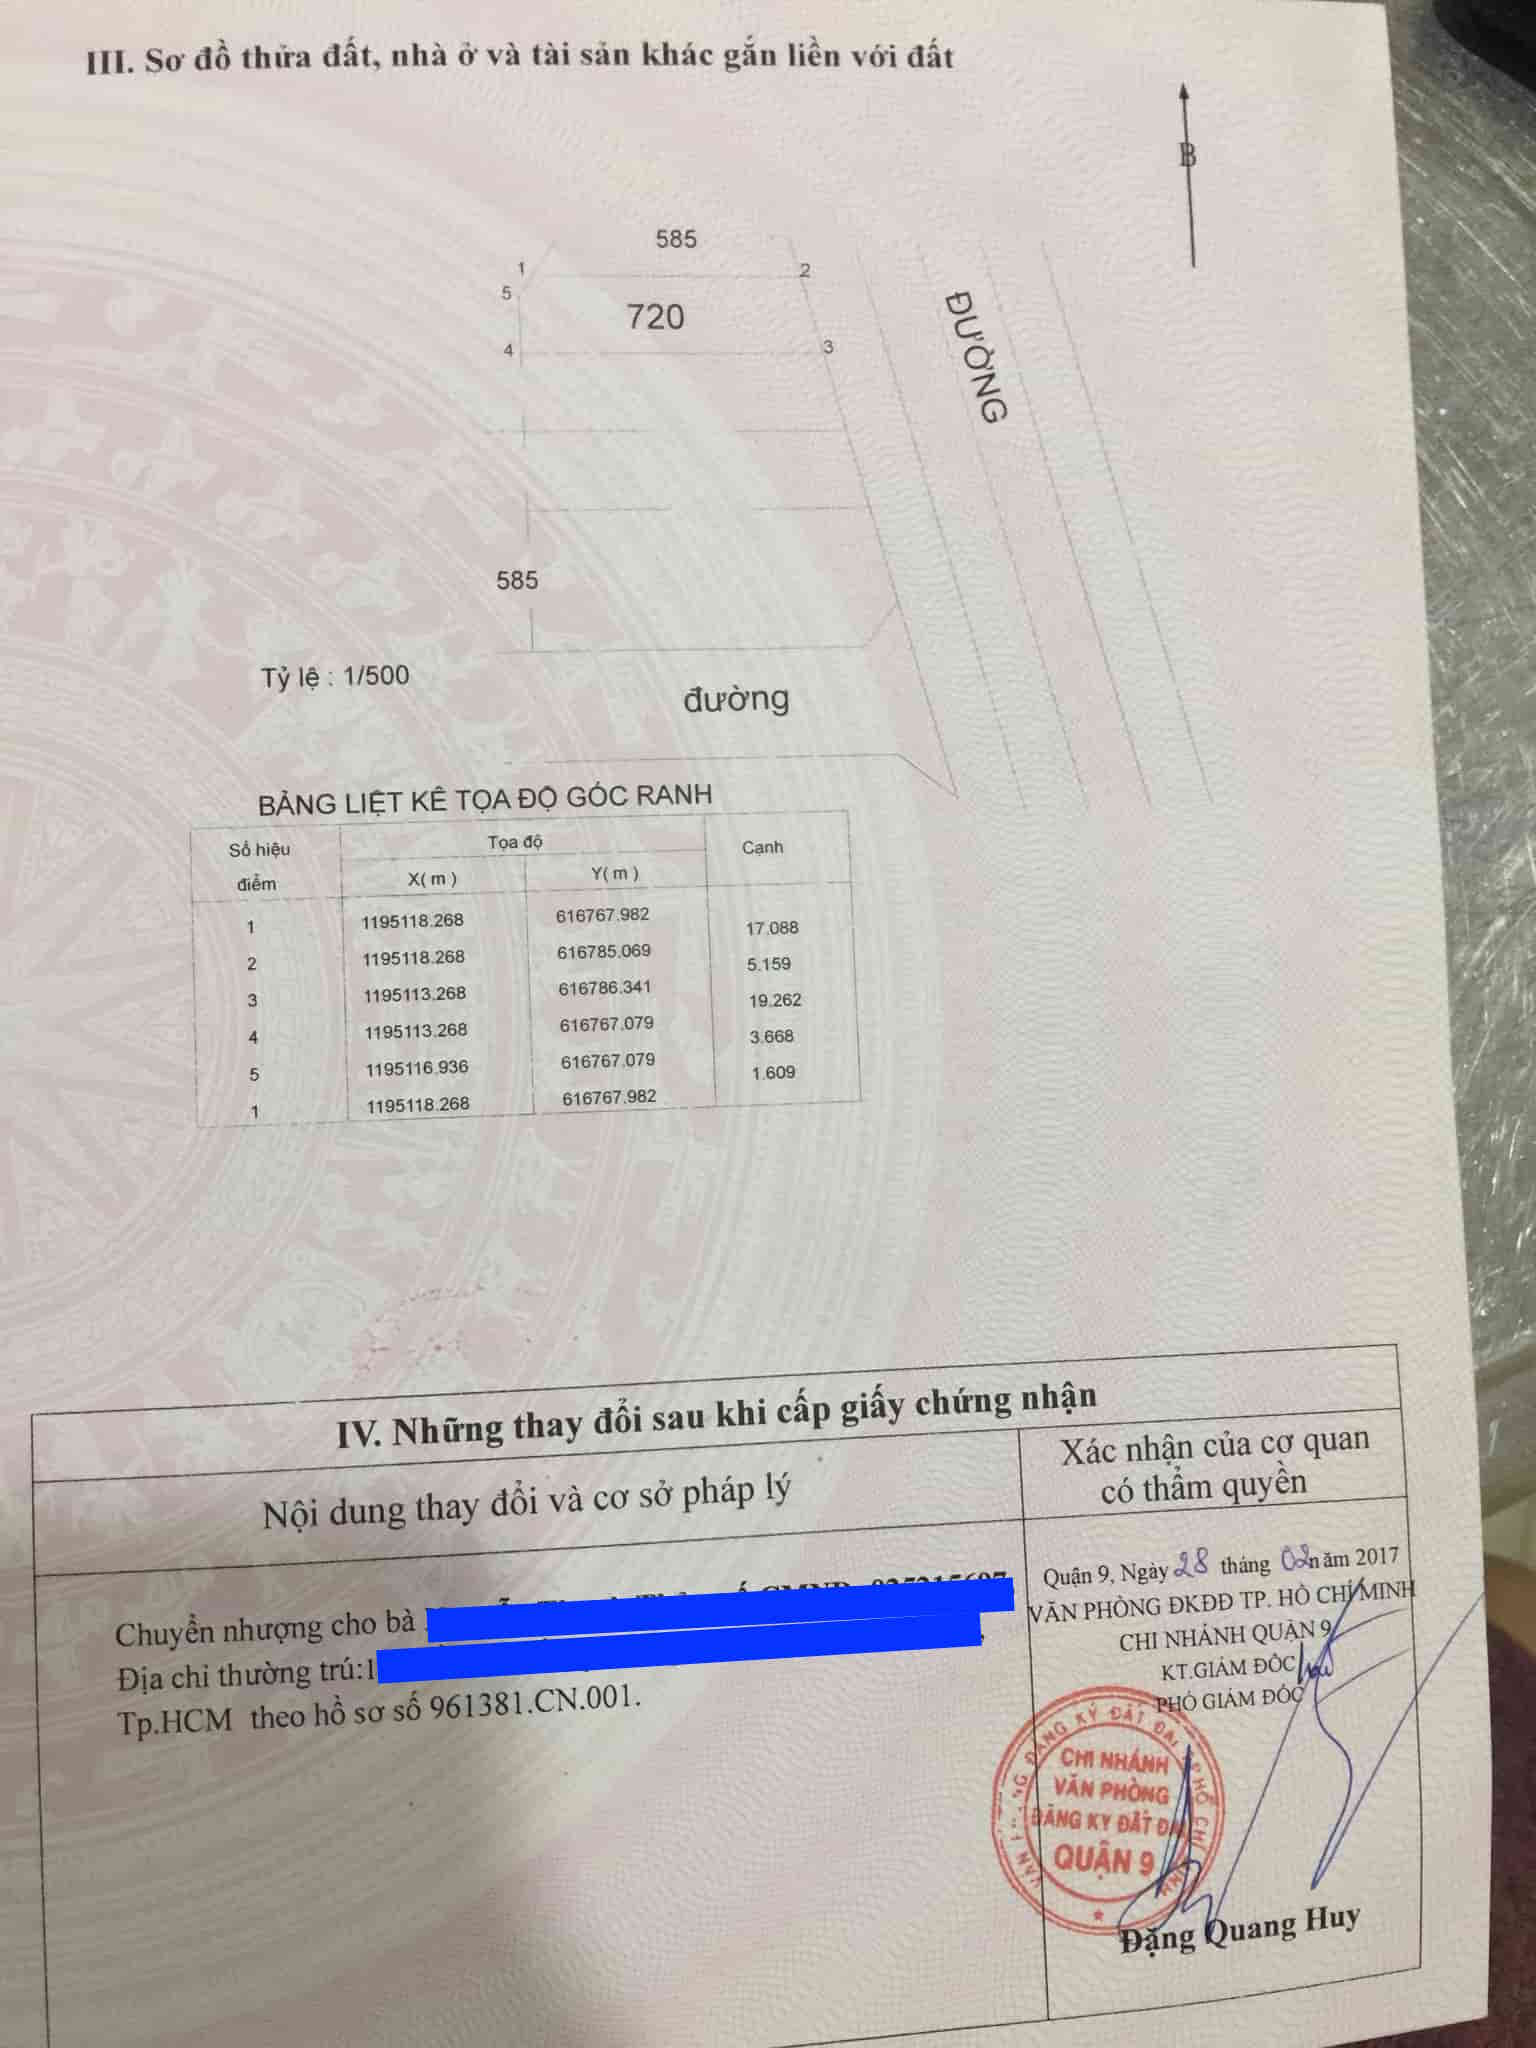 III. Sơ đồ thửa đất, nhà ở và tài sản khác gắn liền với đất
B
585
1
2
5
720
4
3
ĐƯỜNG
585
Tỷ lệ : 1/500
đường
BẢNG LIỆT KÊ TỌA ĐỘ GÓC RANH
Số hiệu điểm
Tọa độ
Cạnh
X( m )
Y( m )
1 1195118.268 616767.982
17.088
2 1195118.268 616785.069
5.159
3 1195113.268 616786.341
19.262
4 1195113.268 616767.079
3.668
5 1195116.936 616767.079
1.609
1 1195118.268 616767.982
IV. Những thay đổi sau khi cấp giấy chứng nhận
Nội dung thay đổi và cơ sở pháp lý
Xác nhận của cơ quan
có thẩm quyền
Chuyển nhượng cho bà
Địa chỉ thường trú:
Tp.HCM theo hồ sơ số 961381.CN.001.
Quận 9, Ngày 28 tháng 02 năm 2017
VĂN PHÒNG ĐKĐĐ TP. HỒ CHÍ MINH
CHI NHÁNH QUẬN 9
KT.GIÁM ĐỐC
PHÓ GIÁM ĐỐC
CHI NHÁNH
VĂN PHÒNG
ĐĂNG KÝ ĐẤT ĐAI
QUẬN 9
Đặng Quang Huy